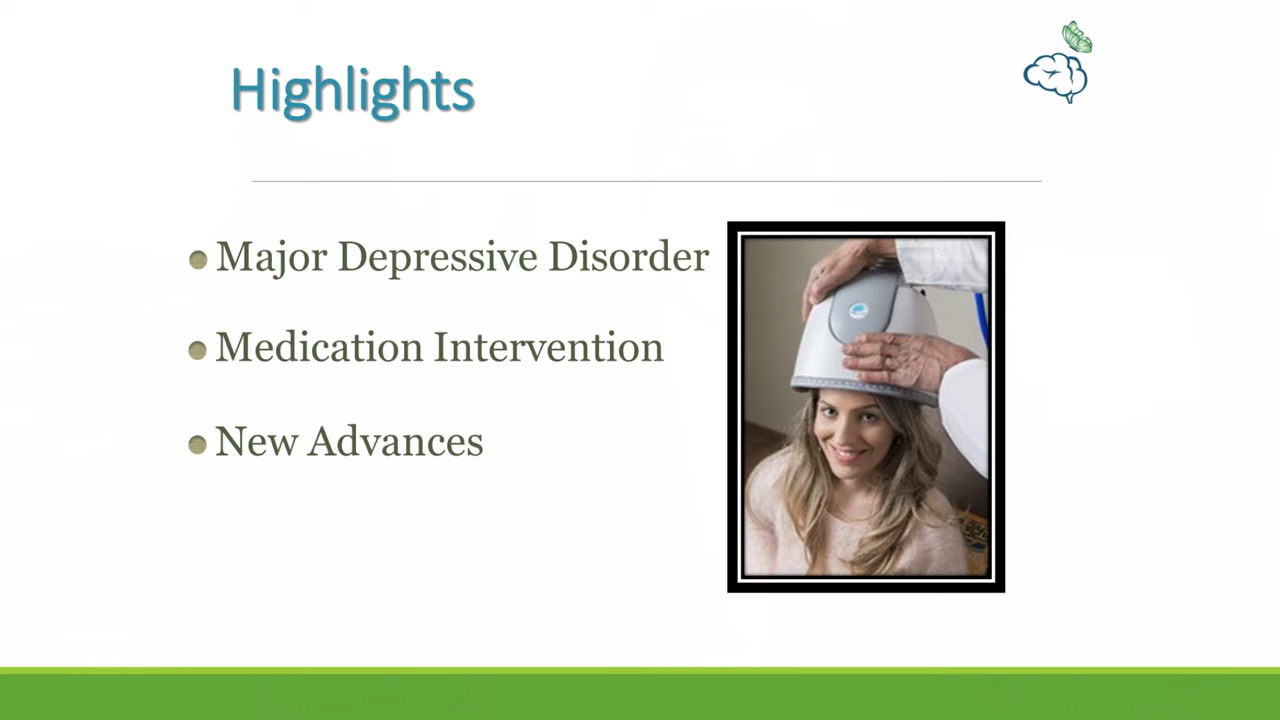 Highlights
Major Depressive Disorder
Medication Intervention
New Advances